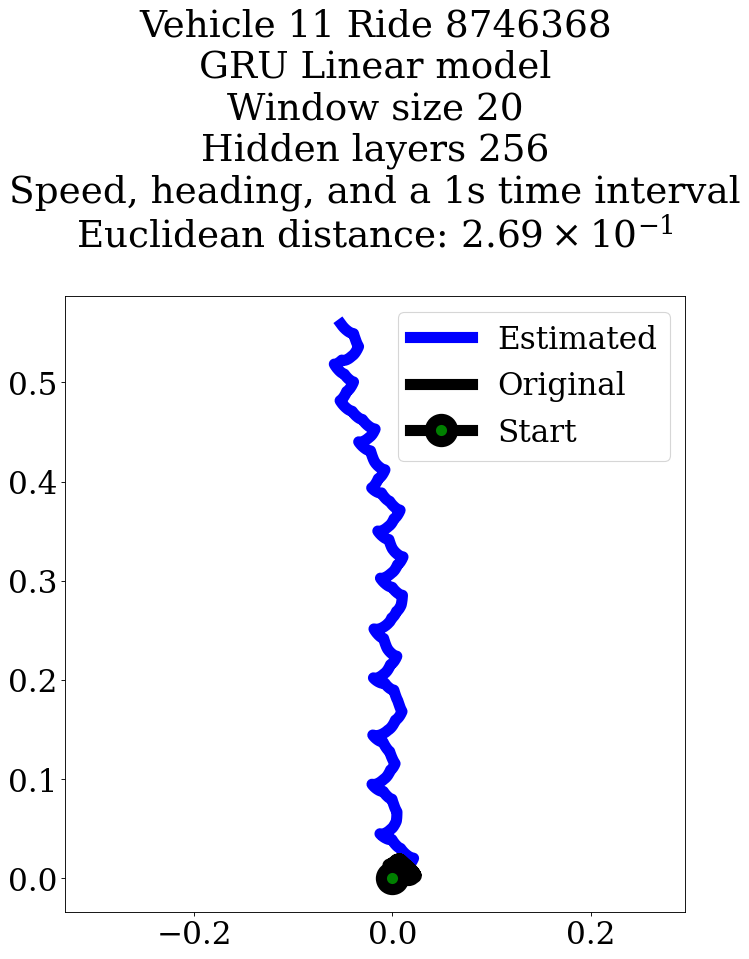 Vehicle 11 Ride 8746368
GRU Linear model
Window size 20
Hidden layers 256
Speed, heading, and a 1s time interval
Euclidean distance: 2.69 × 10⁻¹
Estimated
Original
Start
0.5
0.4
0.3
0.2
0.1
0.0
−0.2 0.0 0.2